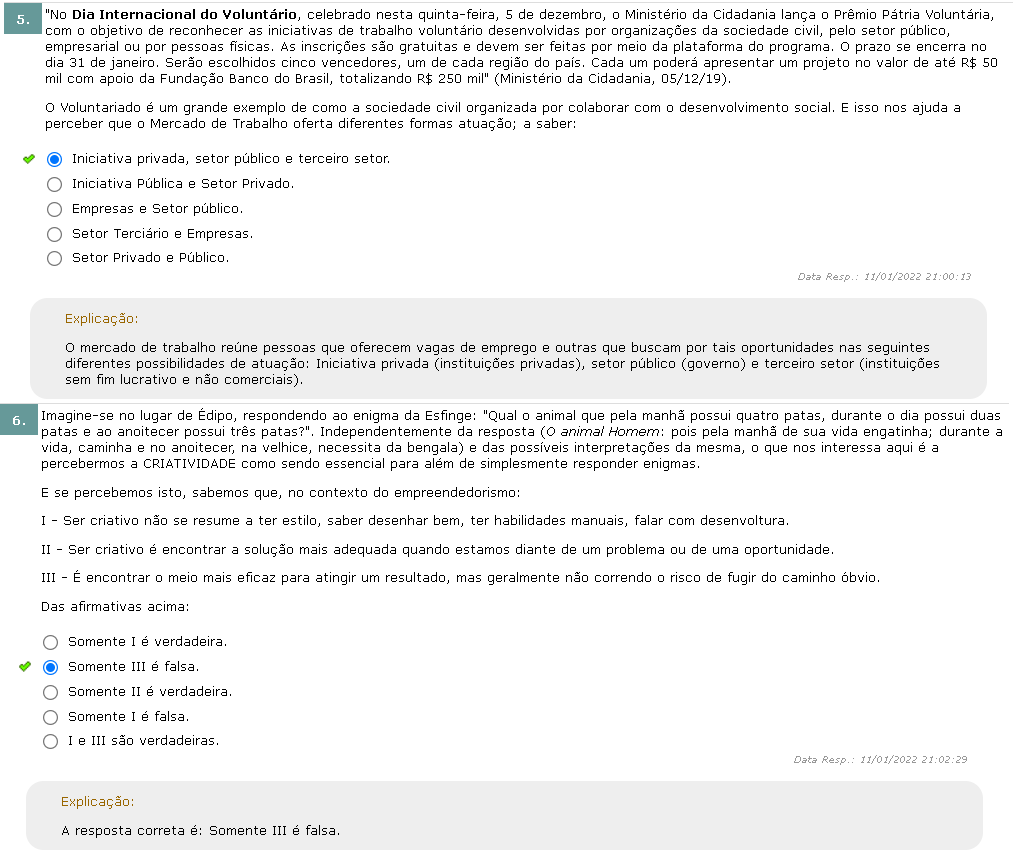 5.
"No Dia Internacional do Voluntário, celebrado nesta quinta-feira, 5 de dezembro, o Ministério da Cidadania lança o Prêmio Pátria Voluntária,
com o objetivo de reconhecer as iniciativas de trabalho voluntário desenvolvidas por organizações da sociedade civil, pelo setor público,
empresarial ou por pessoas físicas. As inscrições são gratuitas e devem ser feitas por meio da plataforma do programa. O prazo se encerra no
dia 31 de janeiro. Serão escolhidos cinco vencedores, um de cada região do país. Cada um poderá apresentar um projeto no valor de até R$ 50
mil com apoio da Fundação Banco do Brasil, totalizando R$ 250 mil" (Ministério da Cidadania, 05/12/19).
O Voluntariado é um grande exemplo de como a sociedade civil organizada por colaborar com o desenvolvimento social. E isso nos ajuda a
perceber que o Mercado de Trabalho oferta diferentes formas atuação; a saber:
Iniciativa privada, setor público e terceiro setor.
Iniciativa Pública e Setor Privado.
Empresas e Setor público.
Setor Terciário e Empresas.
Setor Privado e Público.
Data Resp.: 11/01/2022 21:00:13
Explicação:
O mercado de trabalho reúne pessoas que oferecem vagas de emprego e outras que buscam por tais oportunidades nas seguintes
diferentes possibilidades de atuação: Iniciativa privada (instituições privadas), setor público (governo) e terceiro setor (instituições
sem fim lucrativo e não comerciais).
6.
Imagine-se no lugar de Édipo, respondendo ao enigma da Esfinge: "Qual o animal que pela manhã possui quatro patas, durante o dia possui duas
patas e ao anoitecer possui três patas?". Independentemente da resposta (O animal Homem: pois pela manhã de sua vida engatinha; durante a
vida, caminha e no anoitecer, na velhice, necessita da bengala) e das possíveis interpretações da mesma, o que nos interessa aqui é a
percebermos a CRIATIVIDADE como sendo essencial para além de simplesmente responder enigmas.
E se percebemos isto, sabemos que, no contexto do empreendedorismo:
I - Ser criativo não se resume a ter estilo, saber desenhar bem, ter habilidades manuais, falar com desenvoltura.
II - Ser criativo é encontrar a solução mais adequada quando estamos diante de um problema ou de uma oportunidade.
III - É encontrar o meio mais eficaz para atingir um resultado, mas geralmente não correndo o risco de fugir do caminho óbvio.
Das afirmativas acima:
Somente I é verdadeira.
Somente III é falsa.
Somente II é verdadeira.
Somente I é falsa.
I e III são verdadeiras.
Data Resp.: 11/01/2022 21:02:29
Explicação:
A resposta correta é: Somente III é falsa.